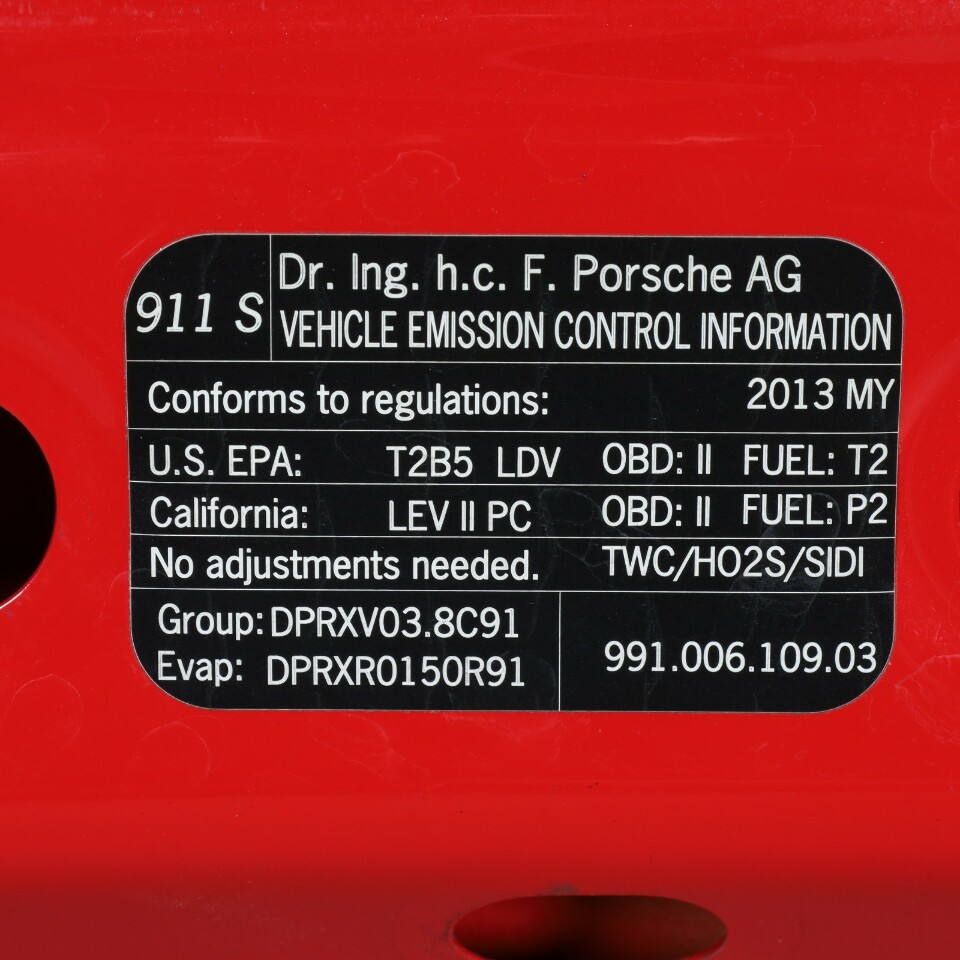 911 S
Dr. Ing. h.c. F. Porsche AG
VEHICLE EMISSION CONTROL INFORMATION
Conforms to regulations: 2013 MY
U.S. EPA: T2B5 LDV OBD: II FUEL: T2
California: LEV II PC OBD: II FUEL: P2
No adjustments needed. TWC/HO2S/SIDI
Group: DPRXV03.8C91
Evap: DPRXR0150R91
991.006.109.03